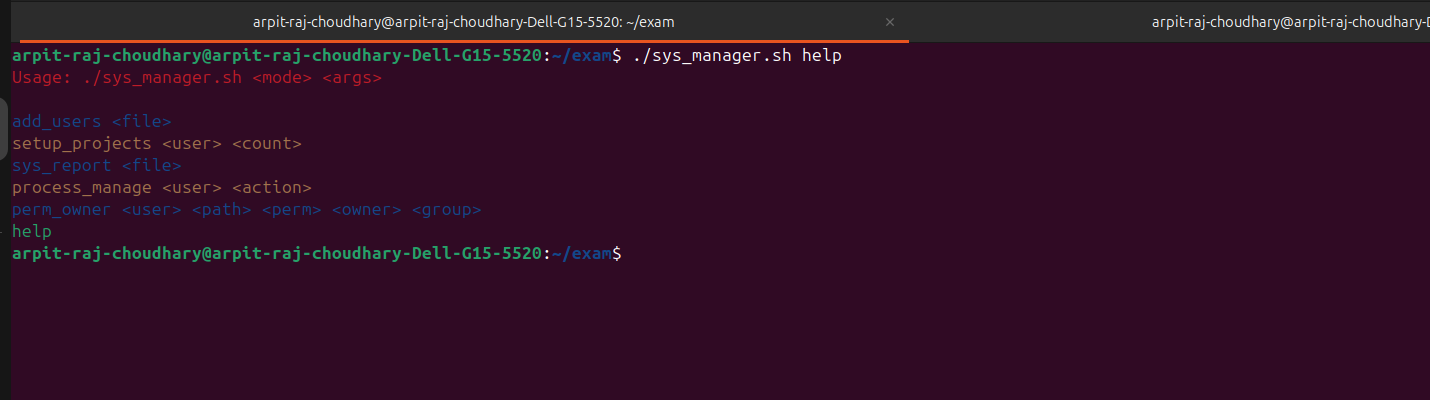 arpit-raj-choudhary@arpit-raj-choudhary-Dell-G15-5520: ~/exam
×
arpit-raj-choudhary@arpit-raj-choudhary-D
arpit-raj-choudhary@arpit-raj-choudhary-Dell-G15-5520:~/exam$ ./sys_manager.sh help
Usage: ./sys_manager.sh <mode> <args>
add_users <file>
setup_projects <user> <count>
sys_report <file>
process_manage <user> <action>
perm_owner <user> <path> <perm> <owner> <group>
help
arpit-raj-choudhary@arpit-raj-choudhary-Dell-G15-5520:~/exam$